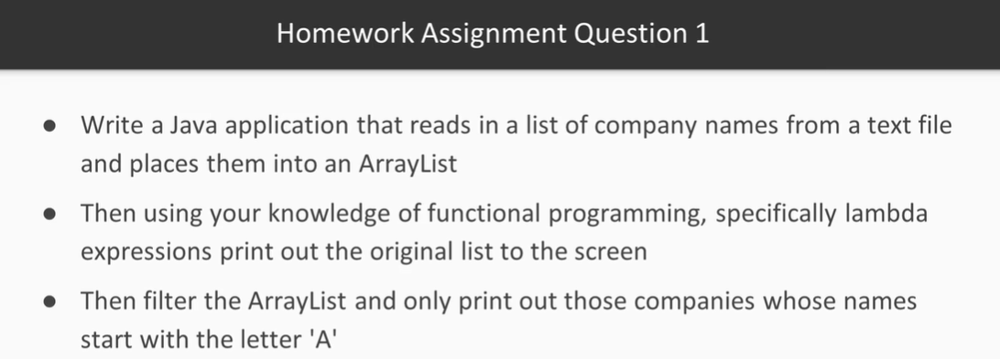 Homework Assignment Question 1
● Write a Java application that reads in a list of company names from a text file
and places them into an ArrayList
● Then using your knowledge of functional programming, specifically lambda
expressions print out the original list to the screen
● Then filter the ArrayList and only print out those companies whose names
start with the letter 'A'